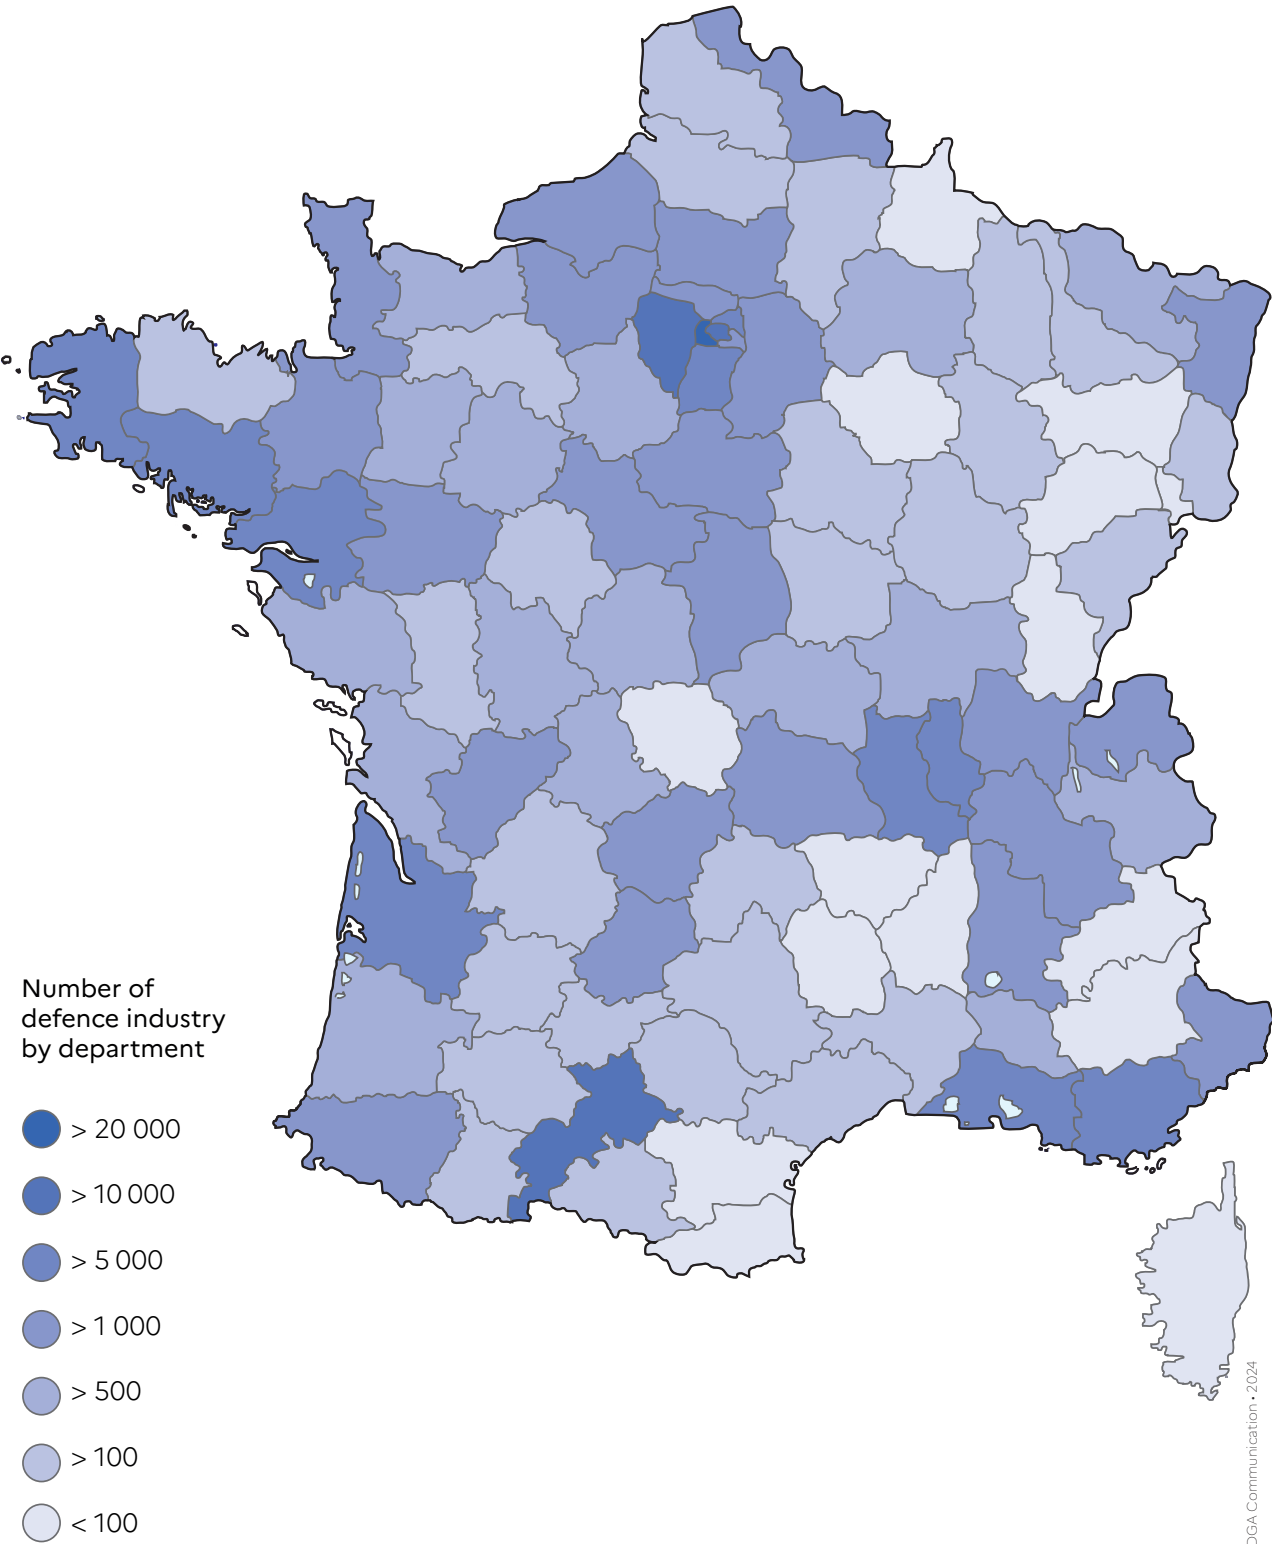 Number of
defence industry
by department
> 20 000
> 10 000
> 5 000
> 1 000
> 500
> 100
< 100
DGA Communication • 2024